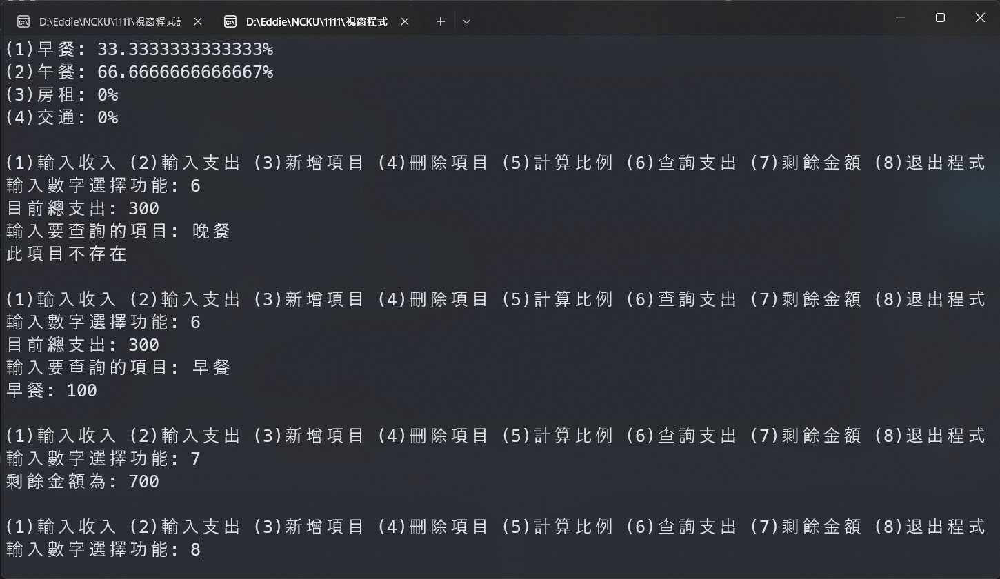 D:\Eddie\NCKU\1111\視窗程式 D:\Eddie\NCKU\1111\視窗程式
(1)早餐: 33.3333333333333%
(2)午餐: 66.6666666666667%
(3)房租: 0%
(4)交通: 0%
(1)輸入收入 (2)輸入支出 (3)新增項目 (4)刪除項目 (5)計算比例 (6)查詢支出 (7)剩餘金額 (8)退出程式
輸入數字選擇功能: 6
目前總支出: 300
輸入要查詢的項目: 晚餐
此項目不存在
(1)輸入收入 (2)輸入支出 (3)新增項目 (4)刪除項目 (5)計算比例 (6)查詢支出 (7)剩餘金額 (8)退出程式
輸入數字選擇功能: 6
目前總支出: 300
輸入要查詢的項目: 早餐
早餐: 100
(1)輸入收入 (2)輸入支出 (3)新增項目 (4)刪除項目 (5)計算比例 (6)查詢支出 (7)剩餘金額 (8)退出程式
輸入數字選擇功能: 7
剩餘金額為: 700
(1)輸入收入 (2)輸入支出 (3)新增項目 (4)刪除項目 (5)計算比例 (6)查詢支出 (7)剩餘金額 (8)退出程式
輸入數字選擇功能: 8